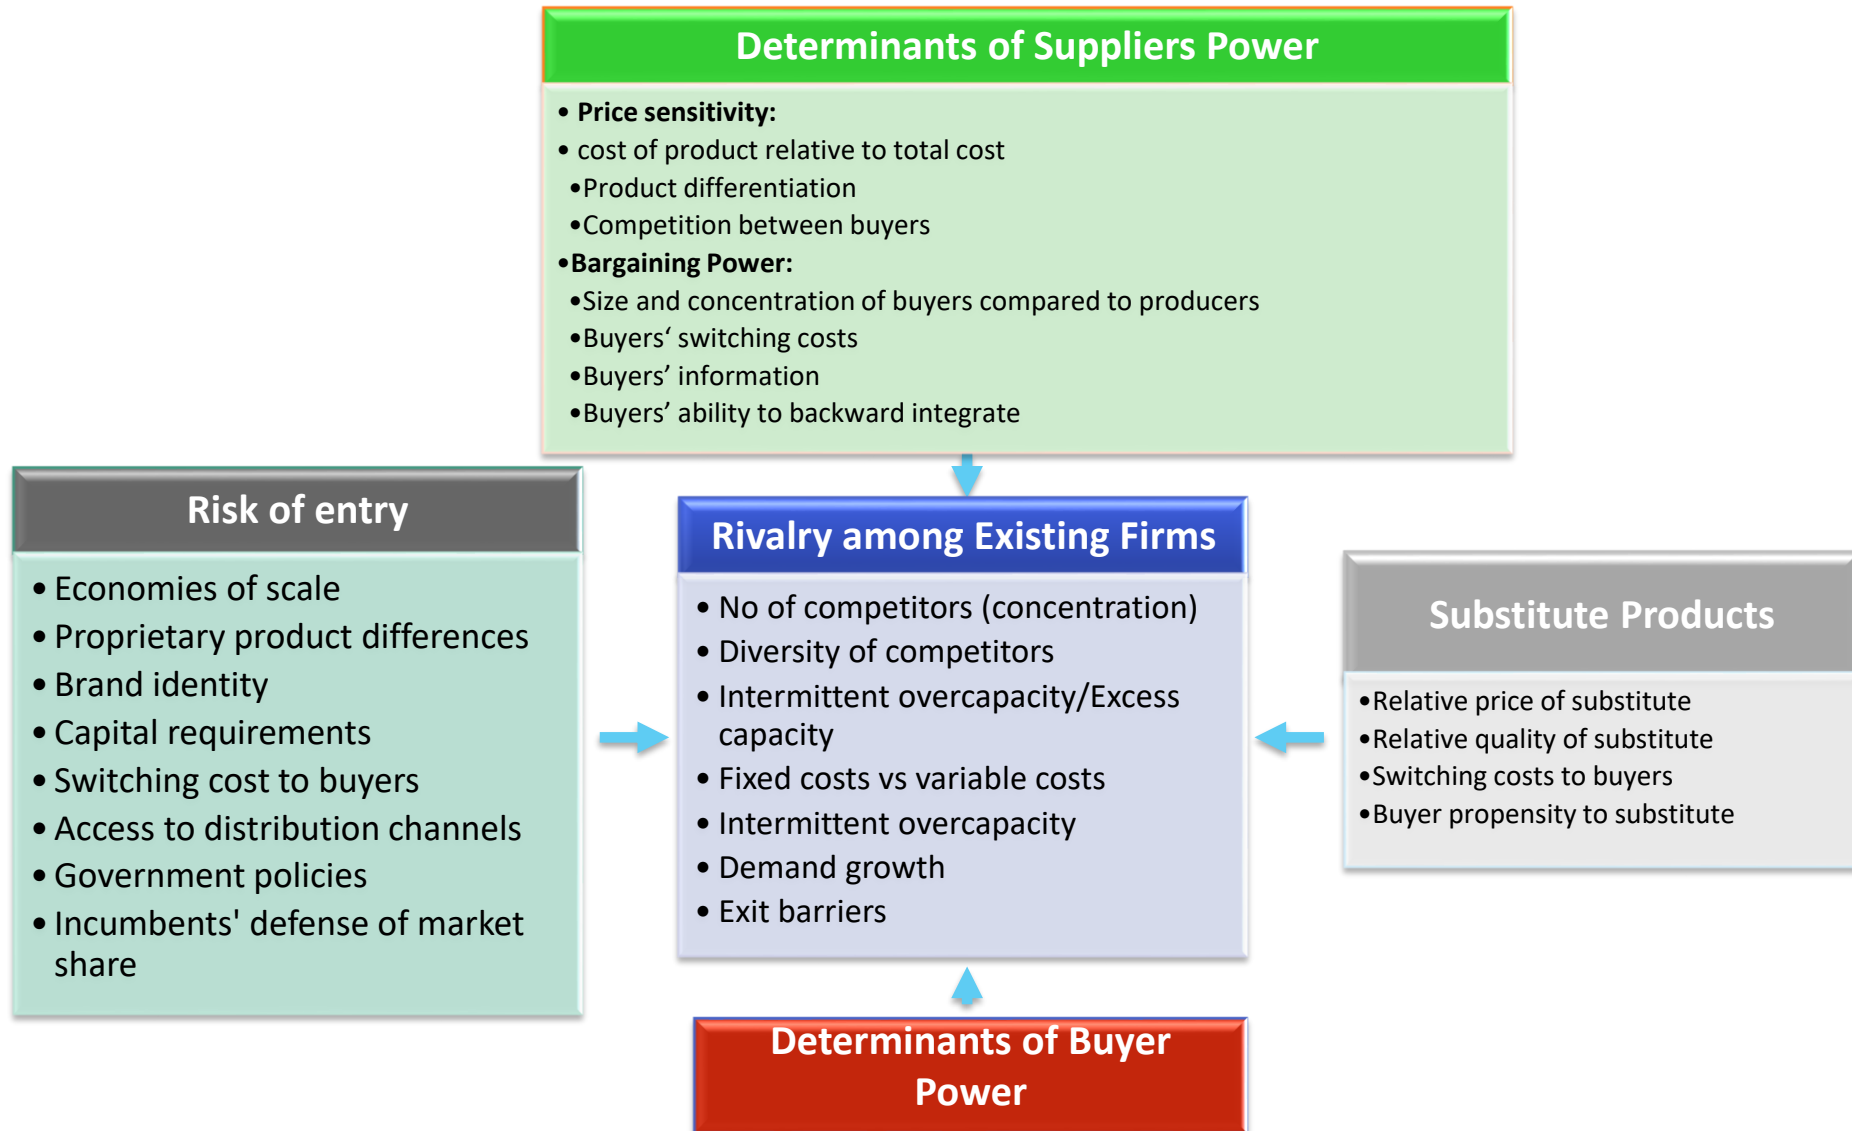 Determinants of Suppliers Power
• Price sensitivity:
• cost of product relative to total cost
•Product differentiation
•Competition between buyers
•Bargaining Power:
•Size and concentration of buyers compared to producers
•Buyers‘ switching costs
•Buyers’ information
•Buyers’ ability to backward integrate
Risk of entry
• Economies of scale
• Proprietary product differences
• Brand identity
• Capital requirements
• Switching cost to buyers
• Access to distribution channels
• Government policies
• Incumbents' defense of market
share
Rivalry among Existing Firms
• No of competitors (concentration)
• Diversity of competitors
• Intermittent overcapacity/Excess
capacity
• Fixed costs vs variable costs
• Intermittent overcapacity
• Demand growth
• Exit barriers
Substitute Products
•Relative price of substitute
•Relative quality of substitute
•Switching costs to buyers
•Buyer propensity to substitute
Determinants of Buyer
Power